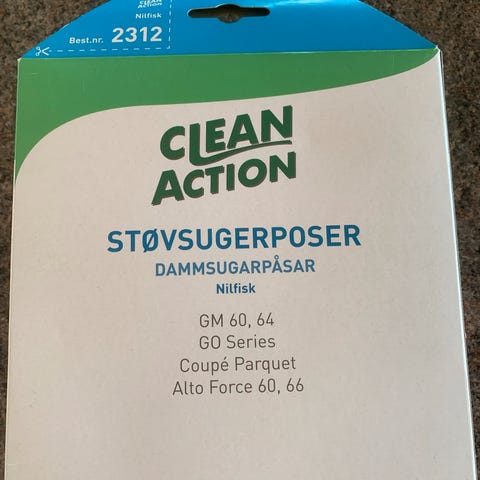 CLEAN
ACTION
Nilfisk
Best.nr. 2312
CLEAN
ACTION
STØVSUGERPOSER
DAMMSUGARPÅSAR
Nilfisk
GM 60, 64
GO Series
Coupé Parquet
Alto Force 60, 66